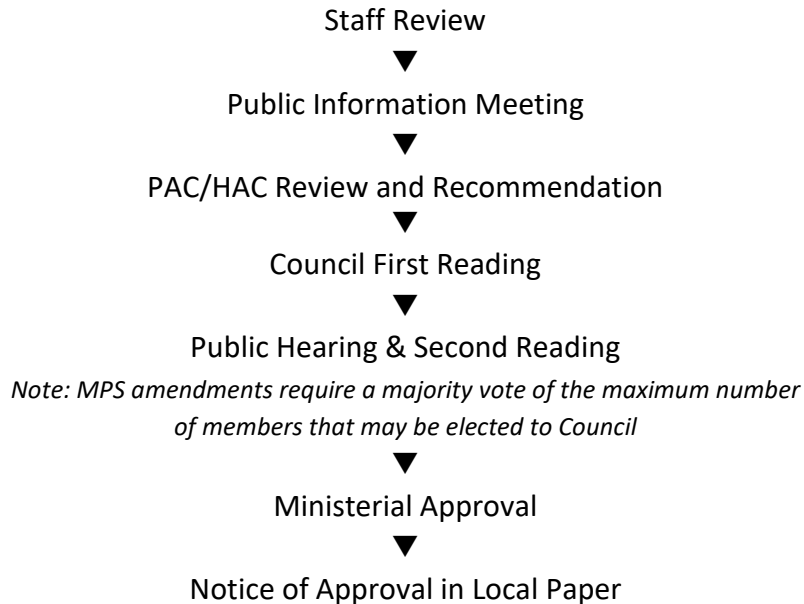 Staff Review
Public Information Meeting
PAC/HAC Review and Recommendation
Council First Reading
Public Hearing & Second Reading
Note: MPS amendments require a majority vote of the maximum number
of members that may be elected to Council
Ministerial Approval
Notice of Approval in Local Paper